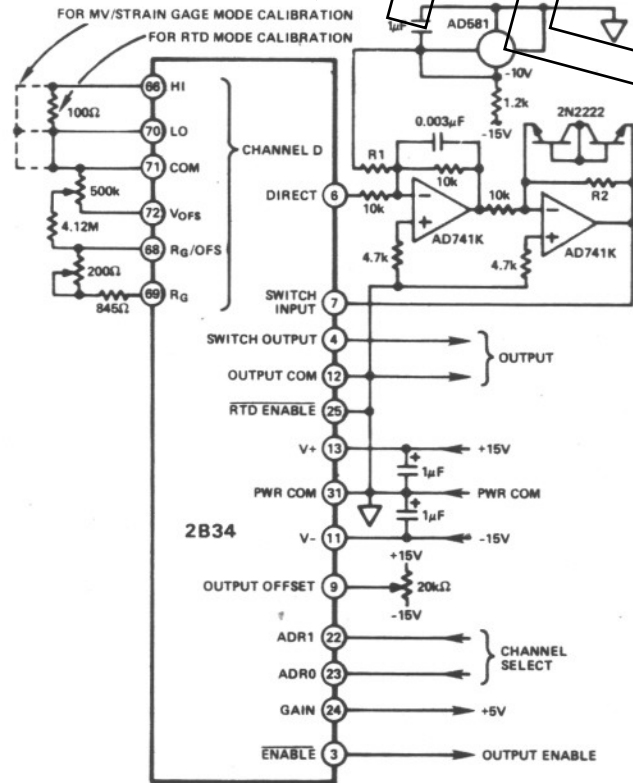 FOR MV/STRAIN GAGE MODE CALIBRATION
FOR RTD MODE CALIBRATION
1µF
AD581
-10V
1.2k
-15V
2N2222
0.003µF
R1
10k
10k
10k
R2
AD741K
AD741K
4.7k
4.7k
66 HI
100Ω
70 LO
71 COM
CHANNEL D
500k
72 VOFS
4.12M
68 RG/OFS
200Ω
69 RG
845Ω
DIRECT 6
SWITCH INPUT 7
SWITCH OUTPUT 4
OUTPUT COM 12
OUTPUT
RTD ENABLE 25
V+ 13
+15V
1µF
PWR COM 31
PWR COM
1µF
V- 11
-15V
2B34
+15V
OUTPUT OFFSET 9
20kΩ
-15V
ADR1 22
ADR0 23
CHANNEL SELECT
GAIN 24
+5V
ENABLE 3
OUTPUT ENABLE